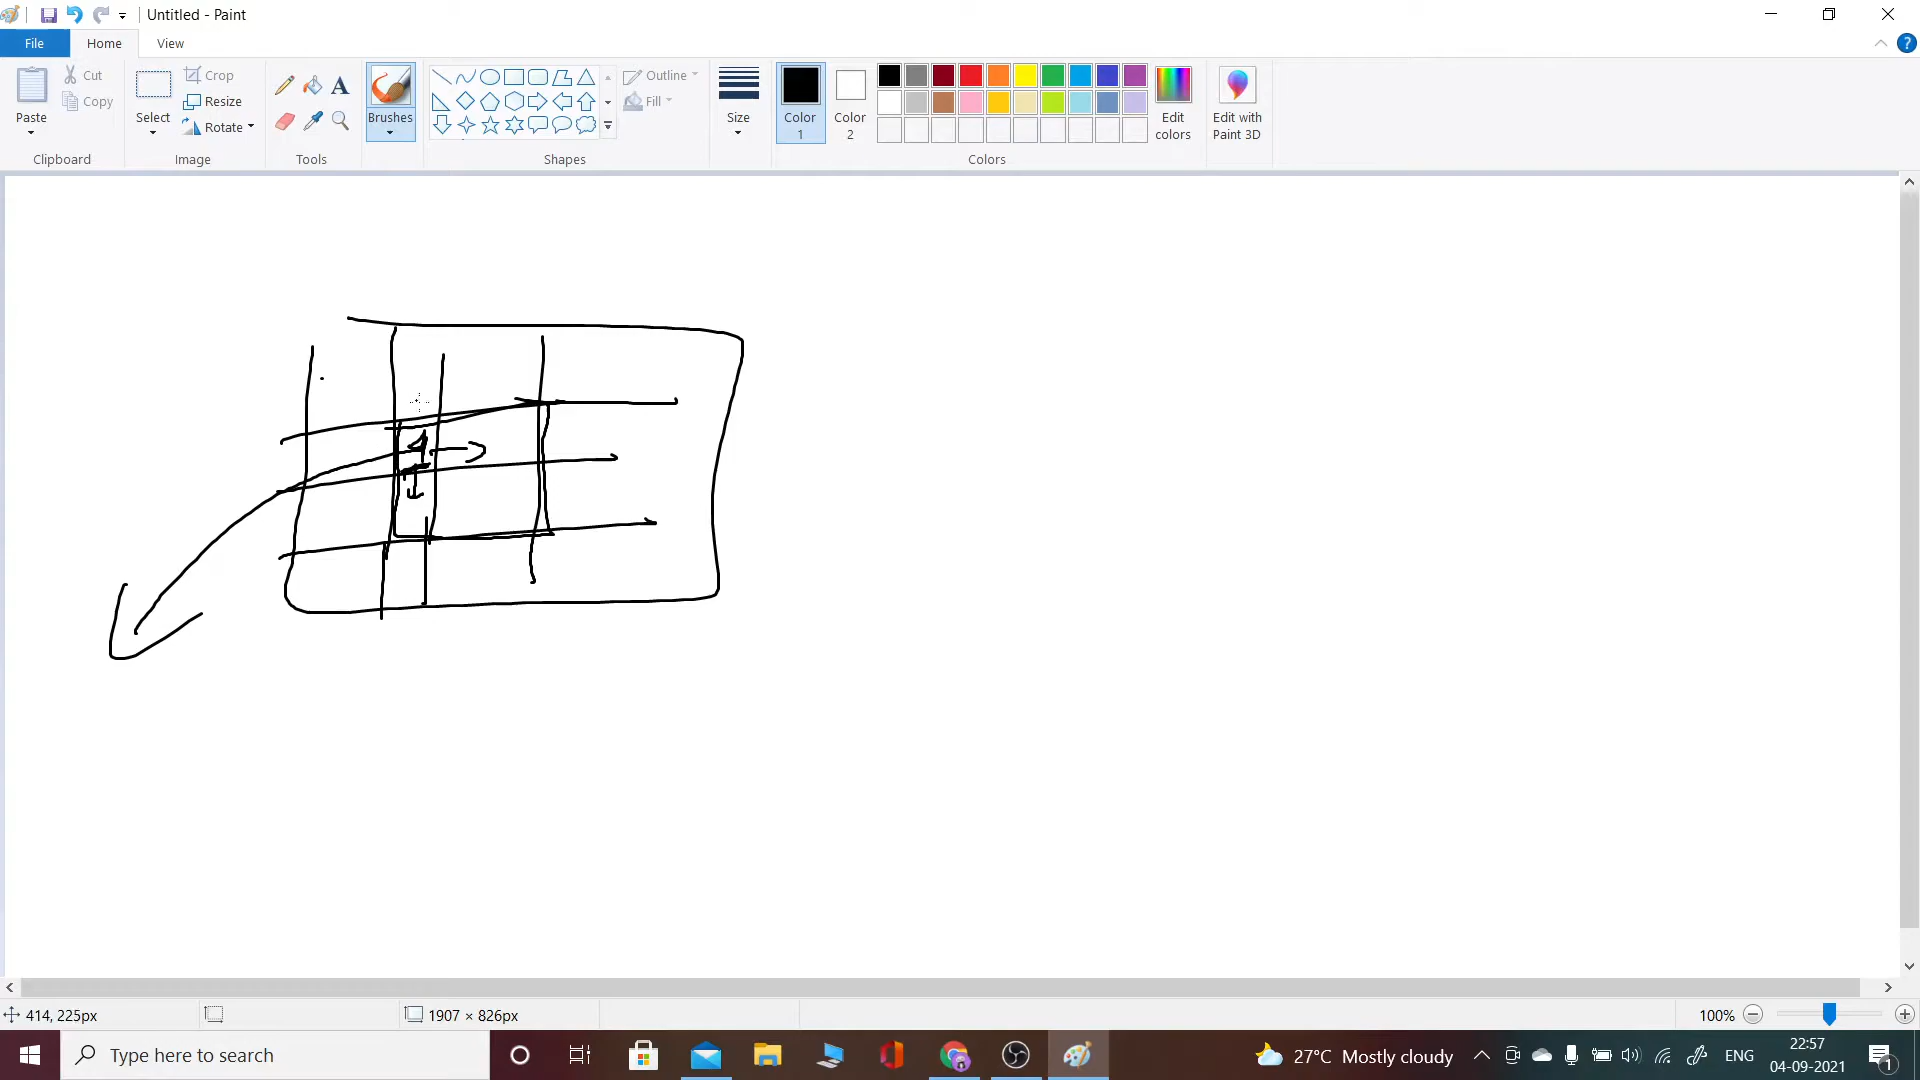 Untitled - Paint
File
Home
View
Paste
Cut
Copy
Clipboard
Select
Crop
Resize
Rotate
Image
Tools
Brushes
Shapes
Outline
Fill
Size
Color
1
Color
2
Colors
Edit
colors
Edit with
Paint 3D
414, 225px
1907 × 826px
100%
Type here to search
27°C Mostly cloudy
ENG
22:57
04-09-2021
1